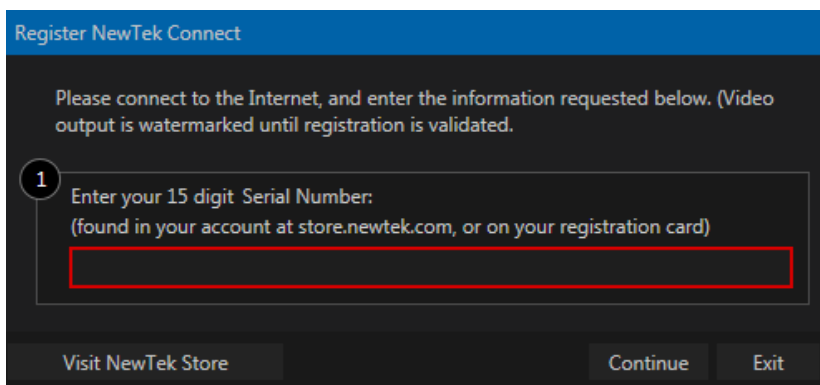 Register NewTek Connect
Please connect to the Internet, and enter the information requested below. (Video
output is watermarked until registration is validated.
1
Enter your 15 digit Serial Number:
(found in your account at store.newtek.com, or on your registration card)
Visit NewTek Store
Continue
Exit